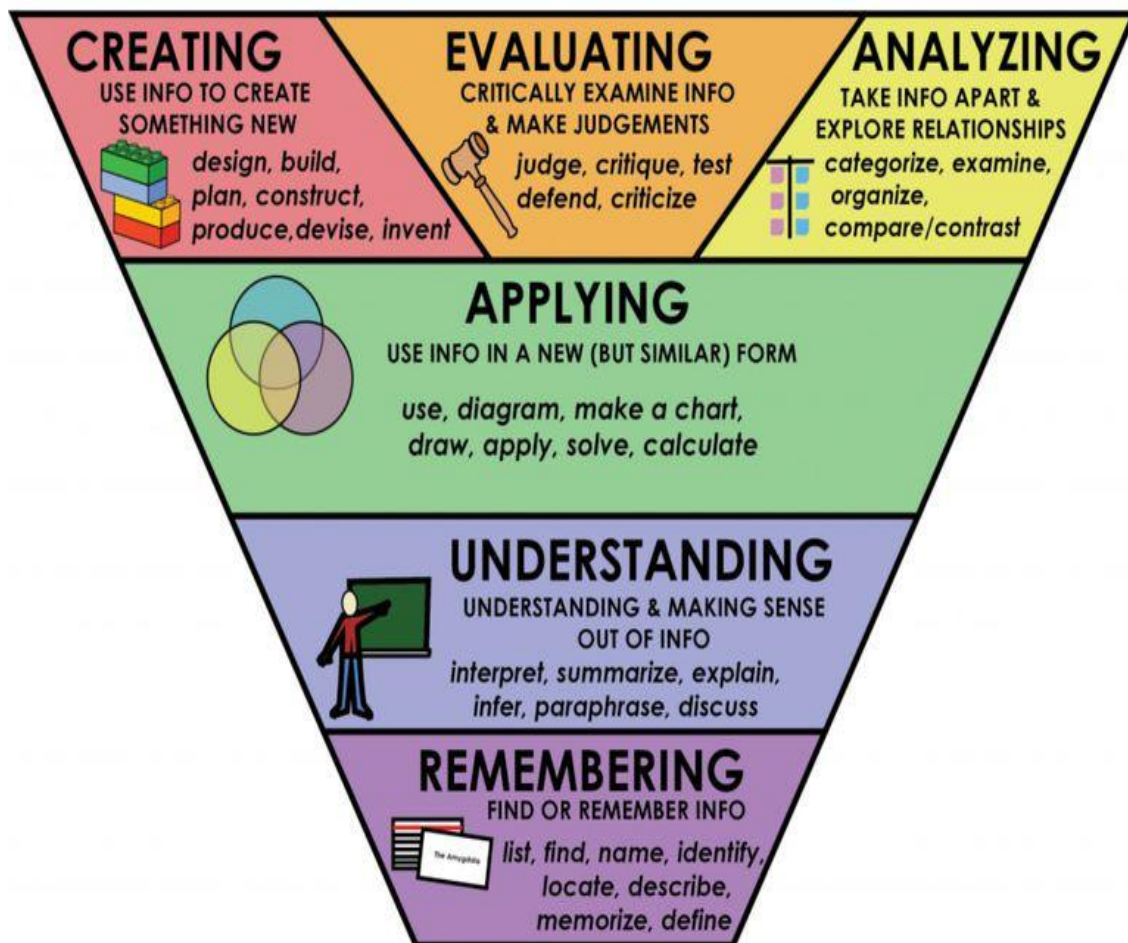 CREATING
USE INFO TO CREATE
SOMETHING NEW
design, build,
plan, construct,
produce,devise, invent
EVALUATING
CRITICALLY EXAMINE INFO
& MAKE JUDGEMENTS
judge, critique, test
defend, criticize
ANALYZING
TAKE INFO APART &
EXPLORE RELATIONSHIPS
categorize, examine,
organize,
compare/contrast
APPLYING
USE INFO IN A NEW (BUT SIMILAR) FORM
use, diagram, make a chart,
draw, apply, solve, calculate
UNDERSTANDING
UNDERSTANDING & MAKING SENSE
OUT OF INFO
interpret, summarize, explain,
infer, paraphrase, discuss
REMEMBERING
FIND OR REMEMBER INFO
The Amygdala
list, find, name, identify,
locate, describe,
memorize, define